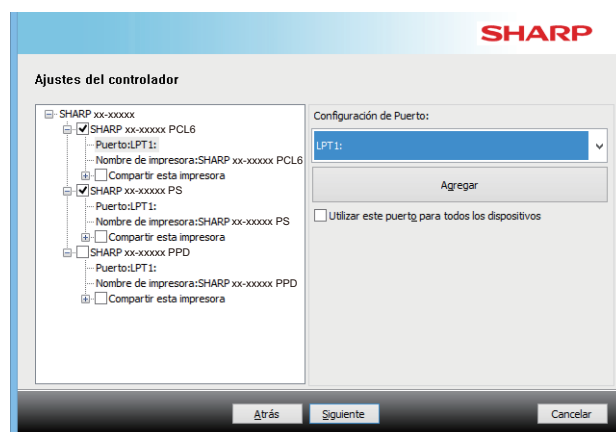 SHARP
Ajustes del controlador
SHARP xx-xxxxx
SHARP xx-xxxxx PCL6
Puerto:LPT1:
Nombre de impresora:SHARP xx-xxxxx PCL6
Compartir esta impresora
SHARP xx-xxxxx PS
Puerto:LPT1:
Nombre de impresora:SHARP xx-xxxxx PS
Compartir esta impresora
SHARP xx-xxxxx PPD
Puerto:LPT1:
Nombre de impresora:SHARP xx-xxxxx PPD
Compartir esta impresora
Configuración de Puerto:
LPT1:
Agregar
Utilizar este puerto para todos los dispositivos
Atrás
Siguiente
Cancelar